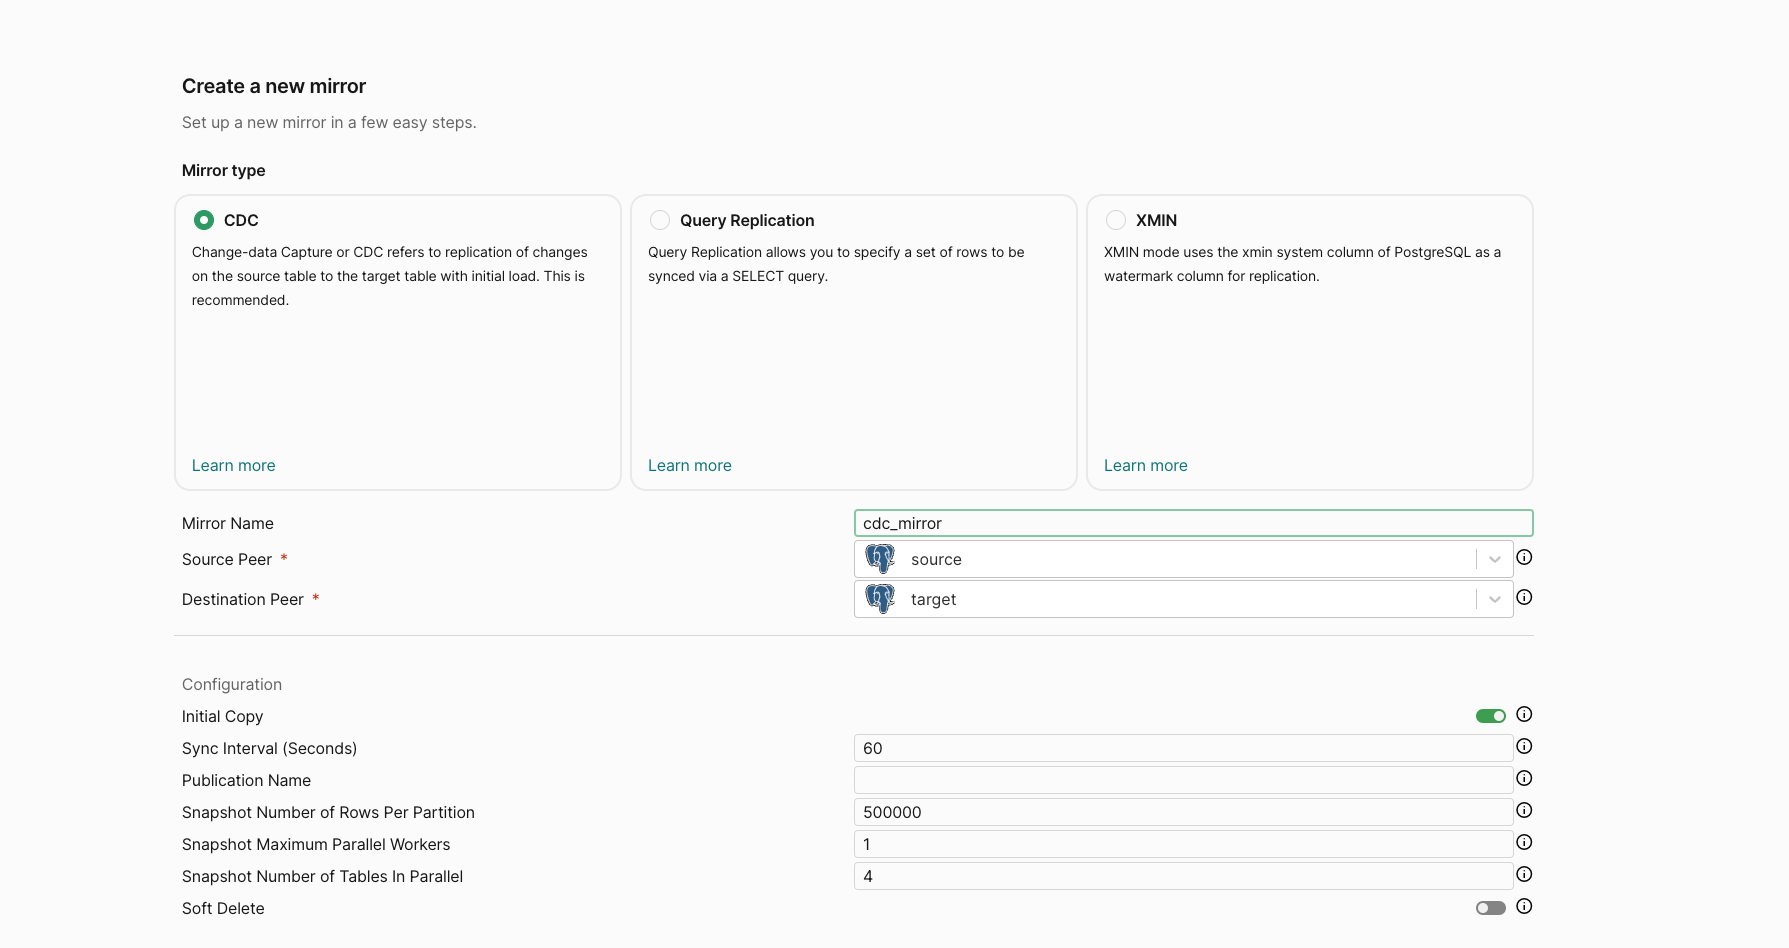 Create a new mirror
Set up a new mirror in a few easy steps.
Mirror type
CDC
Change-data Capture or CDC refers to replication of changes
on the source table to the target table with initial load. This is
recommended.
Learn more
Query Replication
Query Replication allows you to specify a set of rows to be
synced via a SELECT query.
Learn more
XMIN
XMIN mode uses the xmin system column of PostgreSQL as a
watermark column for replication.
Learn more
Mirror Name cdc_mirror
Source Peer * source
Destination Peer * target
Configuration
Initial Copy
Sync Interval (Seconds) 60
Publication Name
Snapshot Number of Rows Per Partition 500000
Snapshot Maximum Parallel Workers 1
Snapshot Number of Tables In Parallel 4
Soft Delete